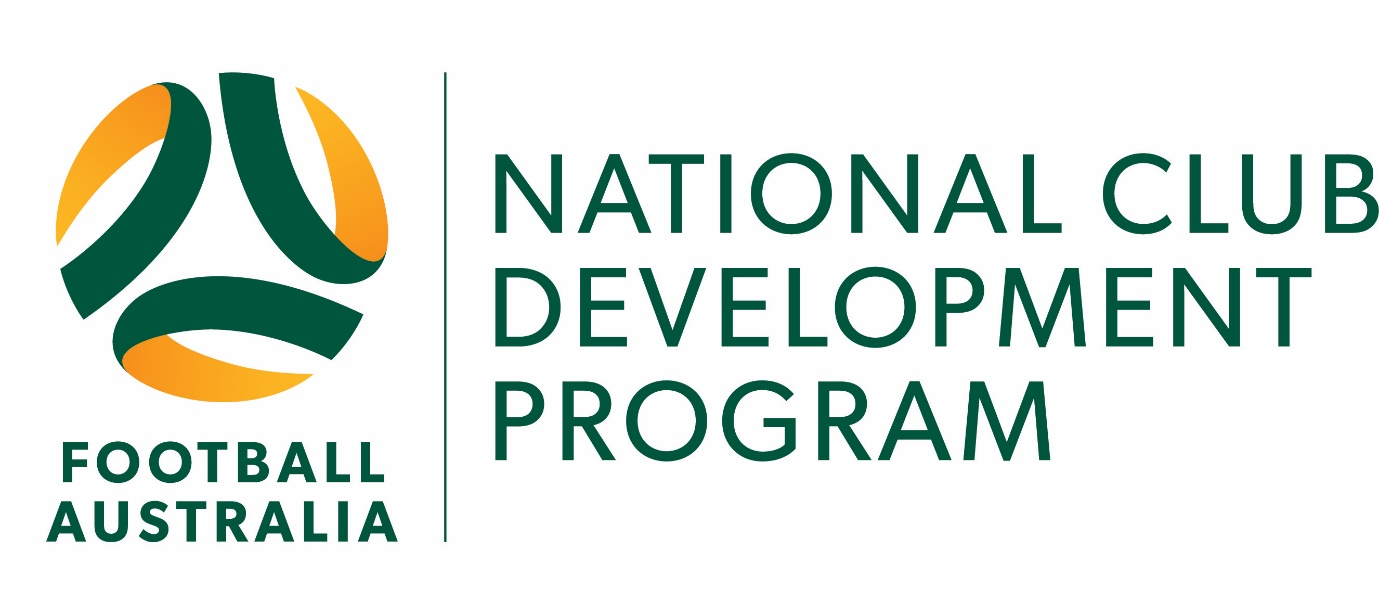 FOOTBALL
AUSTRALIA
NATIONAL CLUB
DEVELOPMENT
PROGRAM